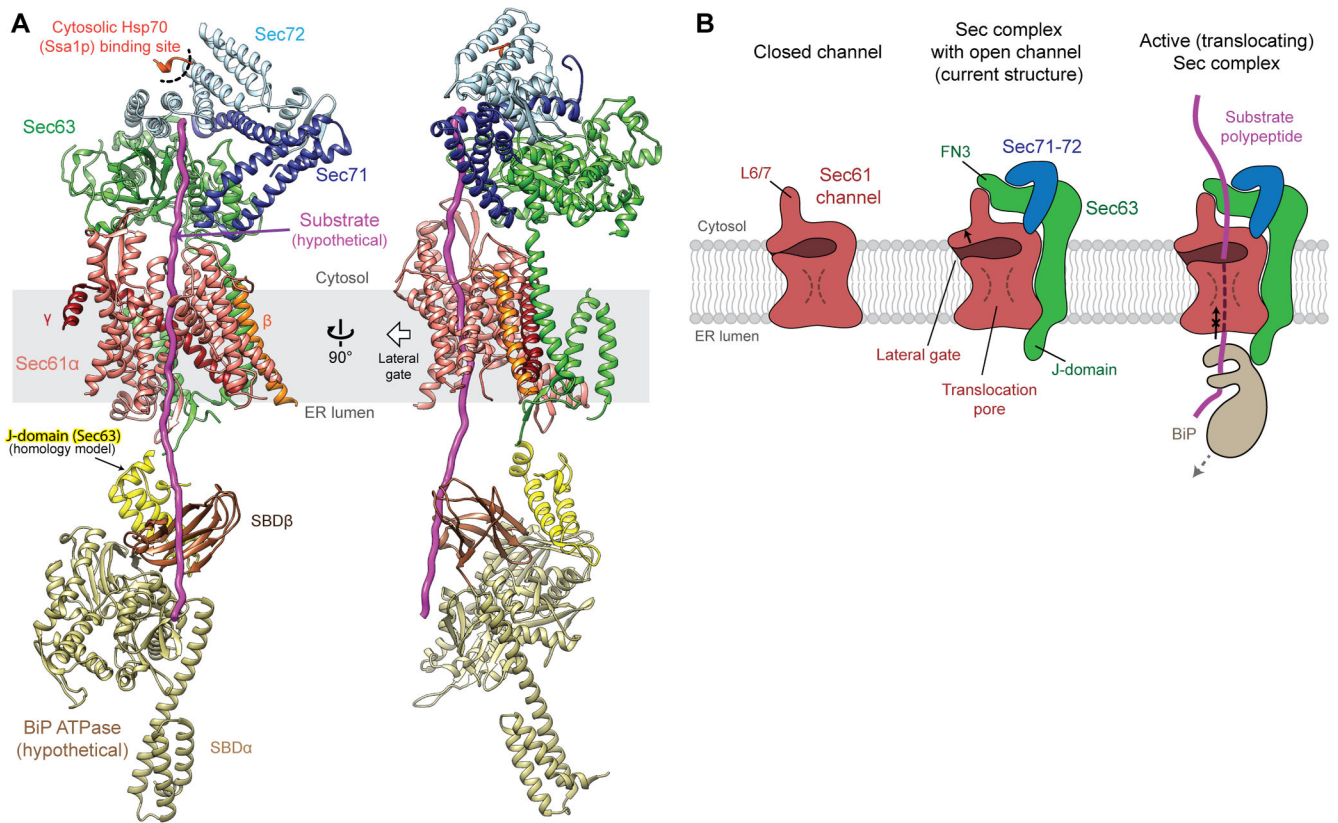 A
Cytosolic Hsp70
(Ssa1p) binding site
Sec72
Sec63
Sec71
Substrate
(hypothetical)
Cytosol
γ
β
90°
Lateral
gate
Sec61α
ER lumen
J-domain (Sec63)
(homology model)
SBDβ
BiP ATPase
(hypothetical)
SBDα
B
Closed channel
Sec complex
with open channel
(current structure)
Active (translocating)
Sec complex
Substrate
polypeptide
FN3
Sec71-72
L6/7
Sec61
channel
Sec63
Cytosol
ER lumen
Lateral gate
J-domain
Translocation
pore
BiP